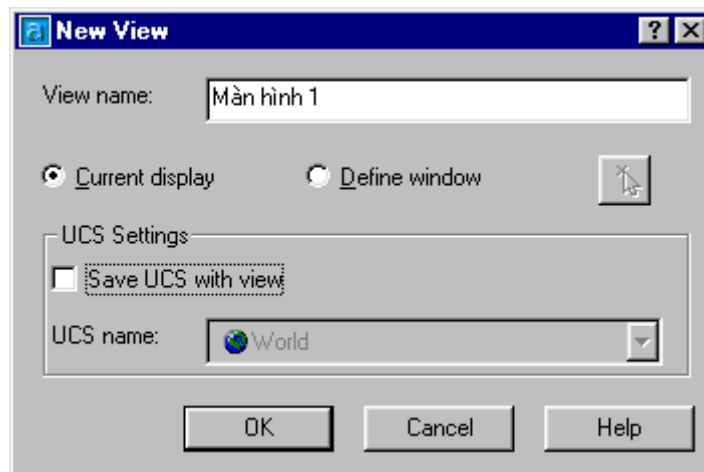 New View
View name: Màn hình 1
Current display Define window
UCS Settings
Save UCS with view
UCS name: World
OK Cancel Help